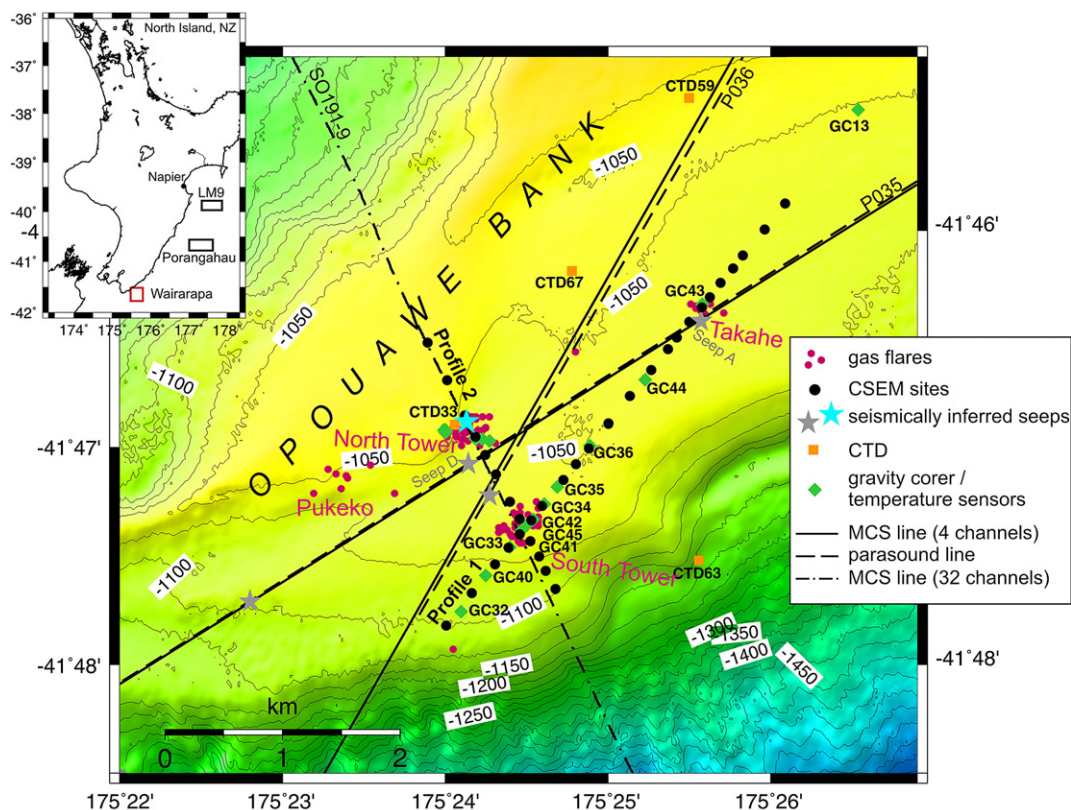 North Island, NZ
-36°
-37°
-38°
-39°
-40°
-4
-41°
-42°
174°
175°
176°
177°
178°
Napier
LM9
Porangahau
Wairarapa
SO191-9
CTD59
P036
GC13
-1050
OPOUAWE BANK
-1050
P035
-41°46'
CTD67
-1050
-1100
GC43
Takahe
Seep A
Profile 2
GC44
CTD33
North Tower
-41°47'
-1050
Seep D
-1050
GC36
Pukeko
GC35
GC34
GC42
GC45
GC33
GC41
South Tower
CTD63
GC40
Profile 1
GC32
-1100
-1100
-1300
-1350
-1400
-1450
-41°48'
-41°48'
-1150
-1200
-1250
km
0
1
2
175°22'
175°23'
175°24'
175°25'
175°26'
gas flares
CSEM sites
seismically inferred seeps
CTD
gravity corer /
temperature sensors
MCS line (4 channels)
parasound line
MCS line (32 channels)